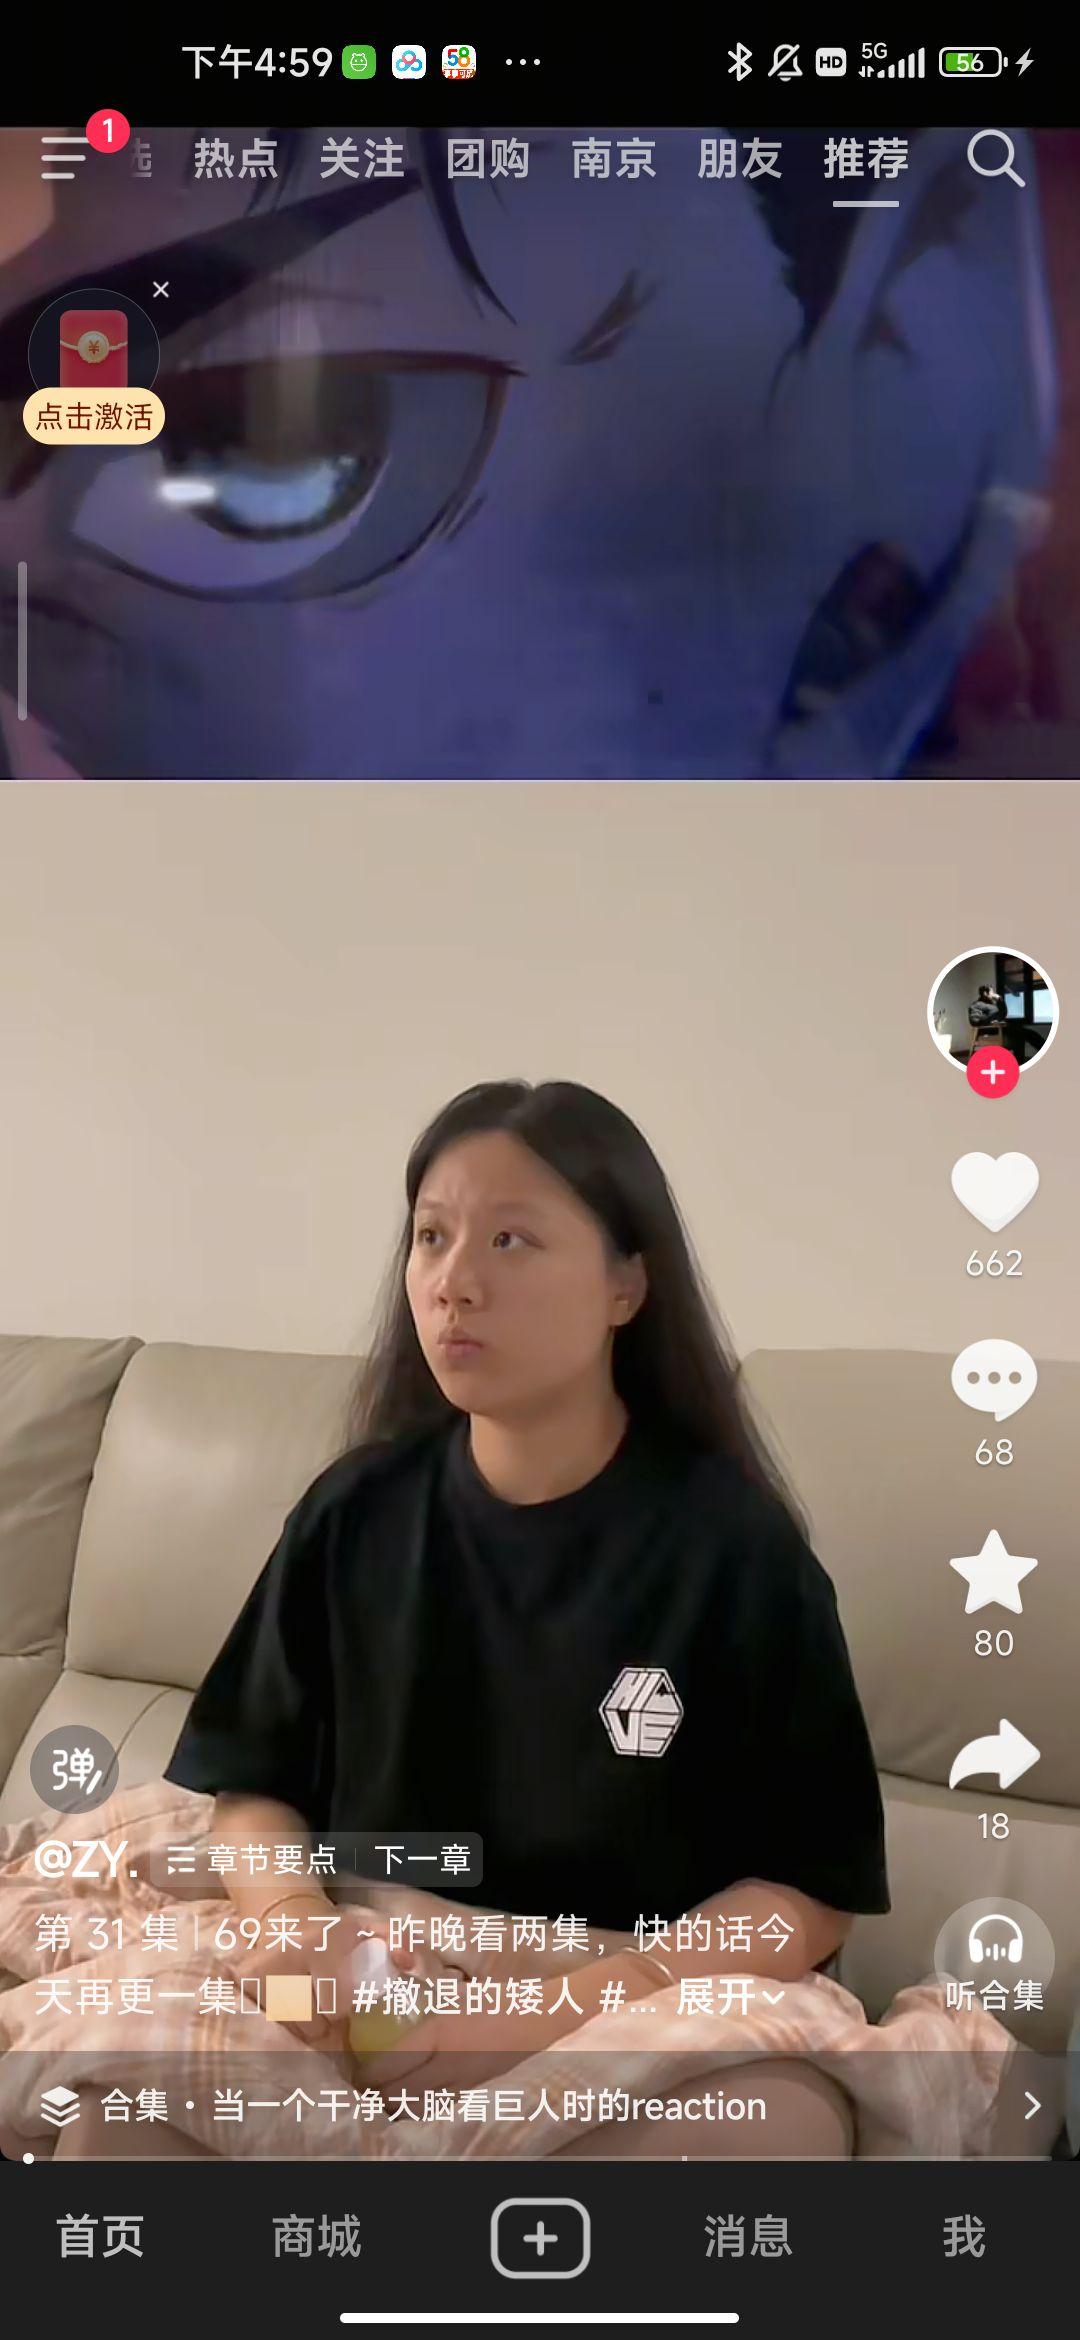 下午4:59
58
HD
5G
56
1
选 热点 关注 团购 南京 朋友 推荐
点击激活
662
68
80
HLVE
弹
18
@ZY. 章节要点 下一章
第 31 集 | 69来了 ~ 昨晚看两集，快的话今
天再更一集 #撤退的矮人 #... 展开
听合集
合集 · 当一个干净大脑看巨人时的reaction
首页 商城 消息 我